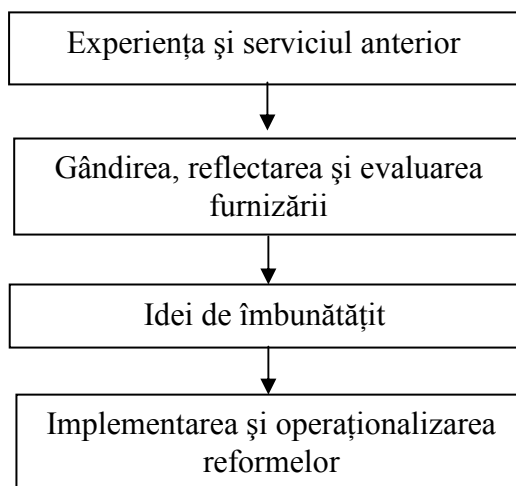 Experiența şi serviciul anterior
Gândirea, reflectarea şi evaluarea
furnizării
Idei de îmbunătățit
Implementarea şi operaționalizarea
reformelor